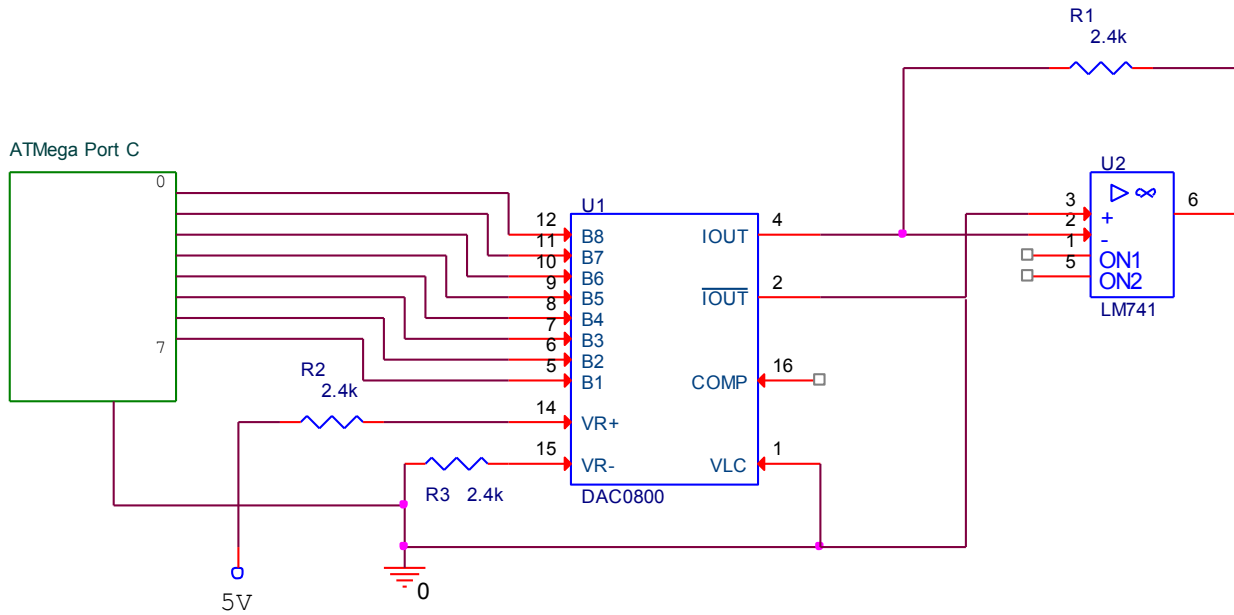 R1
2.4k
ATMega Port C
0
7
U1
12
11
10
9
8
7
6
5
14
15
B8
B7
B6
B5
B4
B3
B2
B1
VR+
VR-
IOUT
IOUT
COMP
VLC
4
2
16
1
DAC0800
R2
2.4k
R3 2.4k
U2
3
2
1
5
+
-
ON1
ON2
6
LM741
0
5V